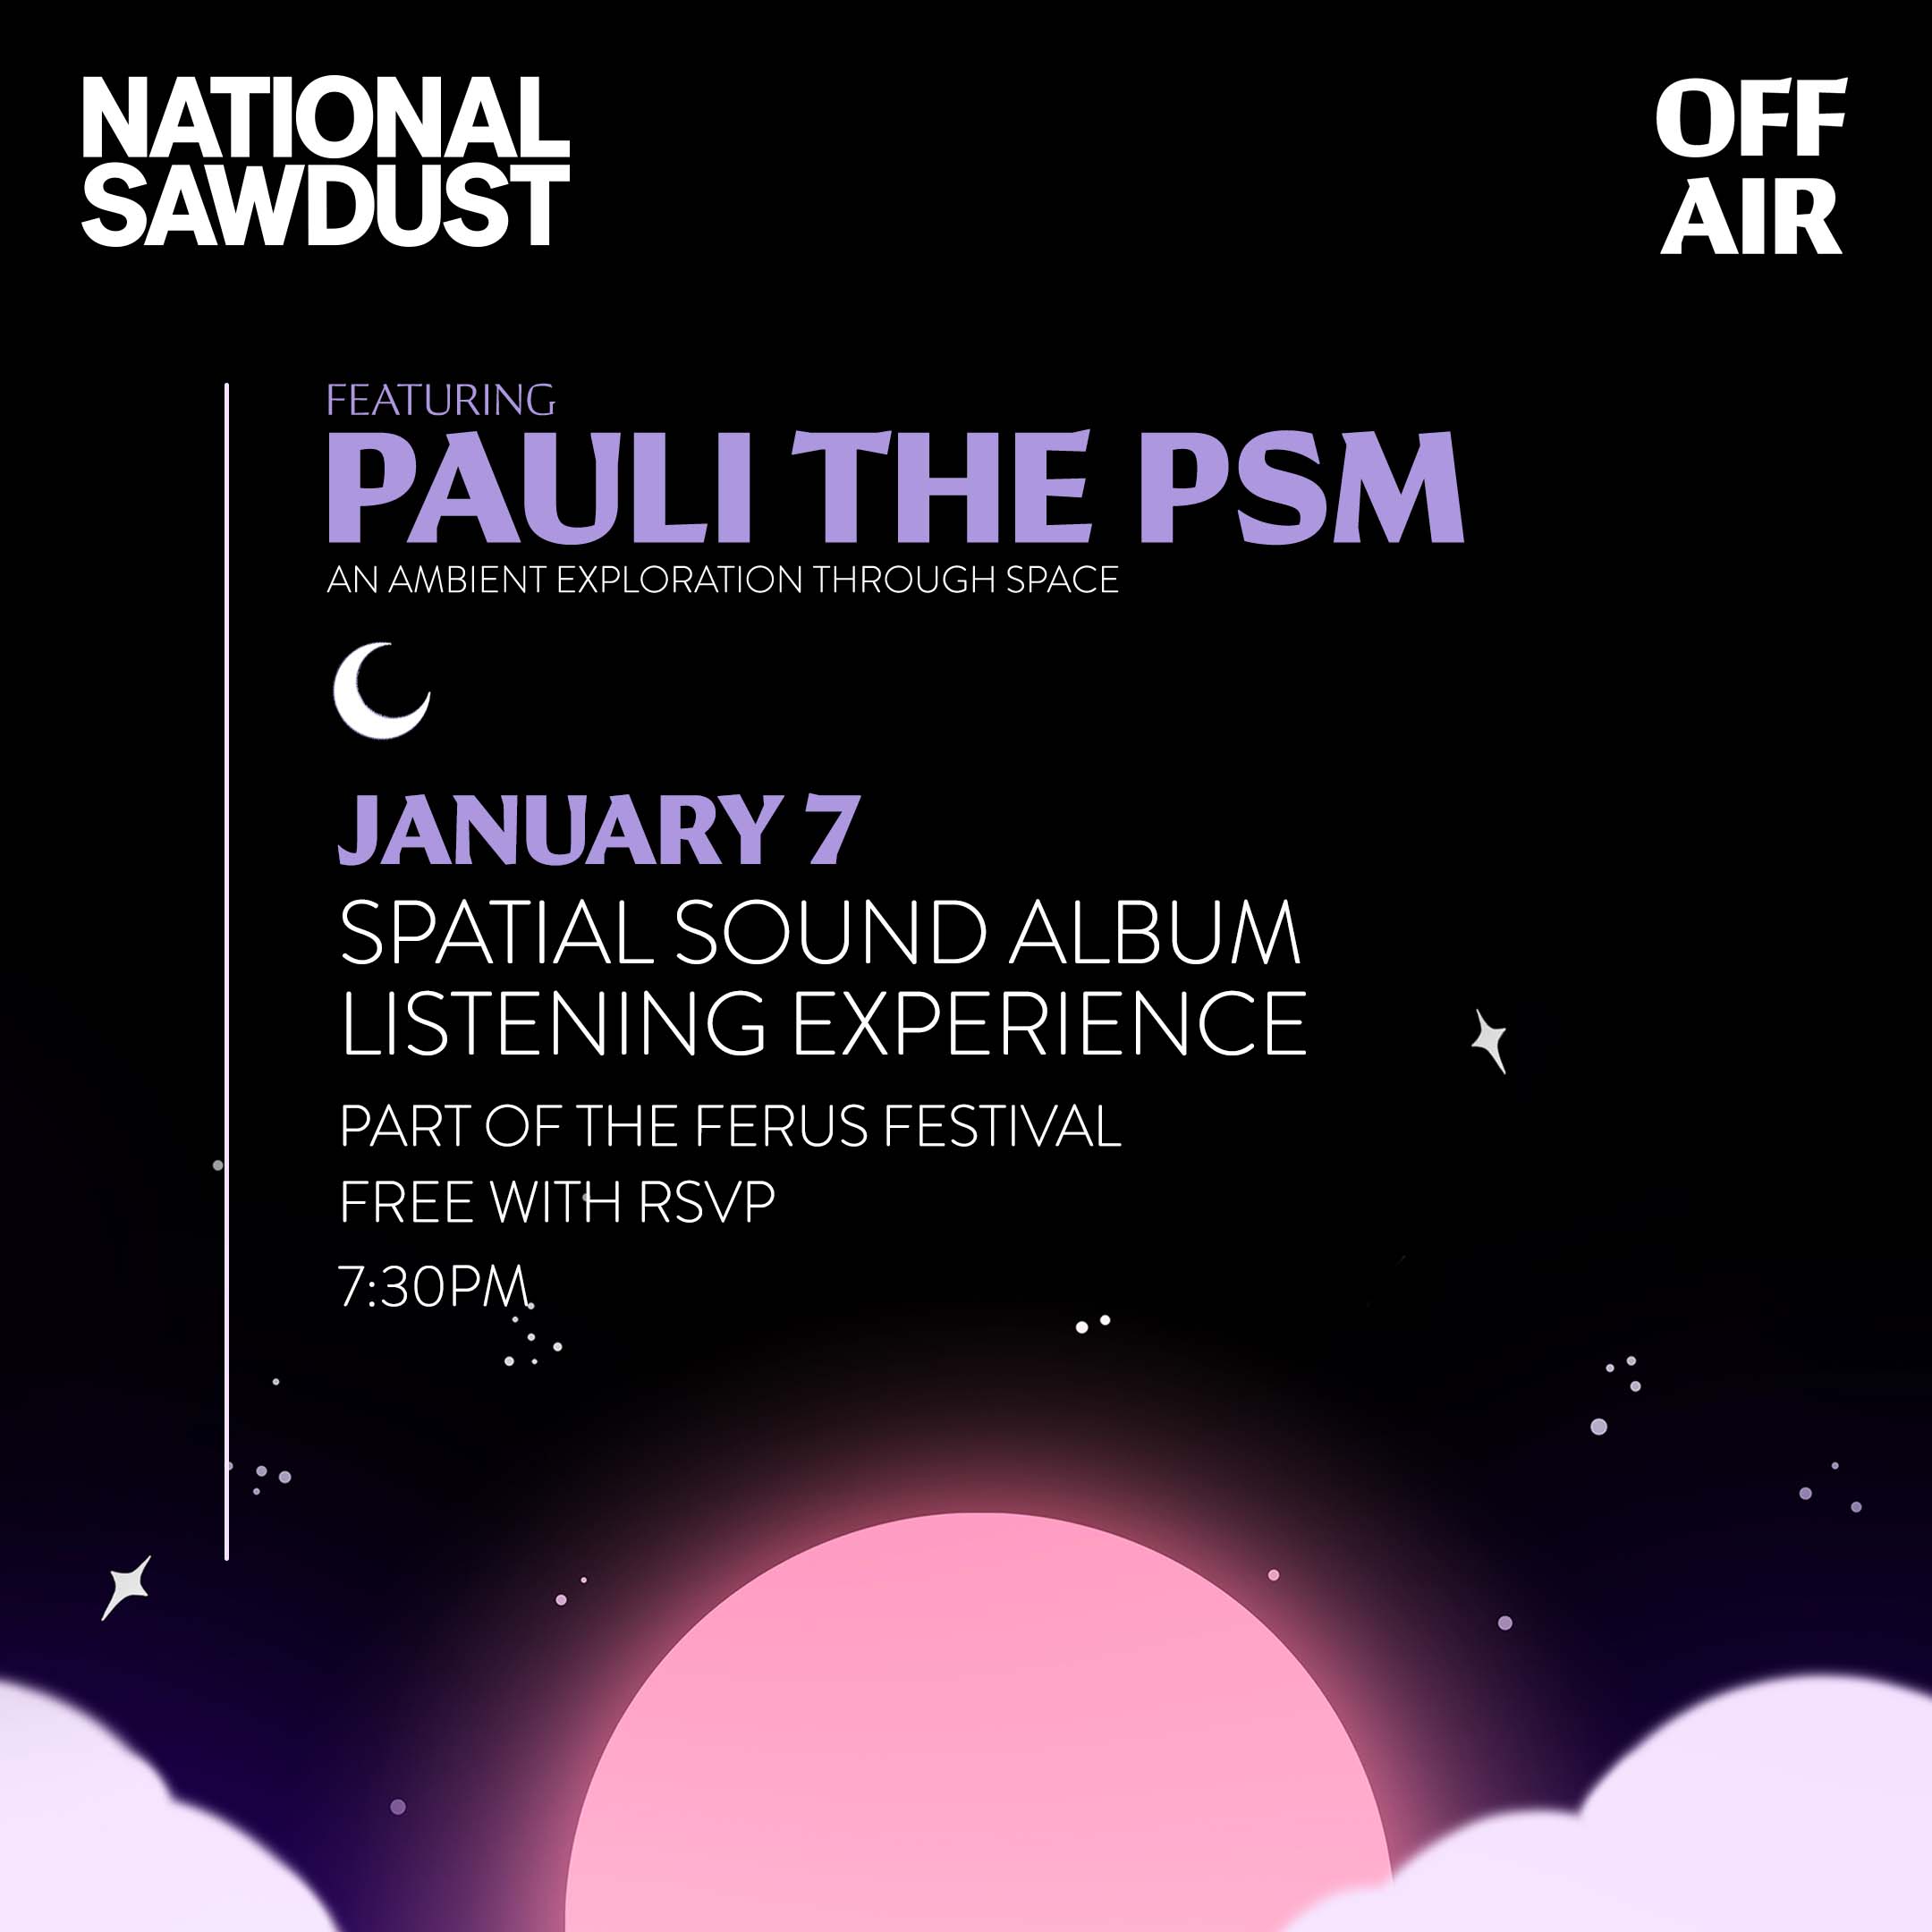 NATIONAL
SAWDUST
OFF
AIR
FEATURING
PAULI THE PSM
AN AMBIENT EXPLORATION THROUGH SPACE
JANUARY 7
SPATIAL SOUND ALBUM
LISTENING EXPERIENCE
PART OF THE FERUS FESTIVAL
FREE WITH RSVP
7:30PM